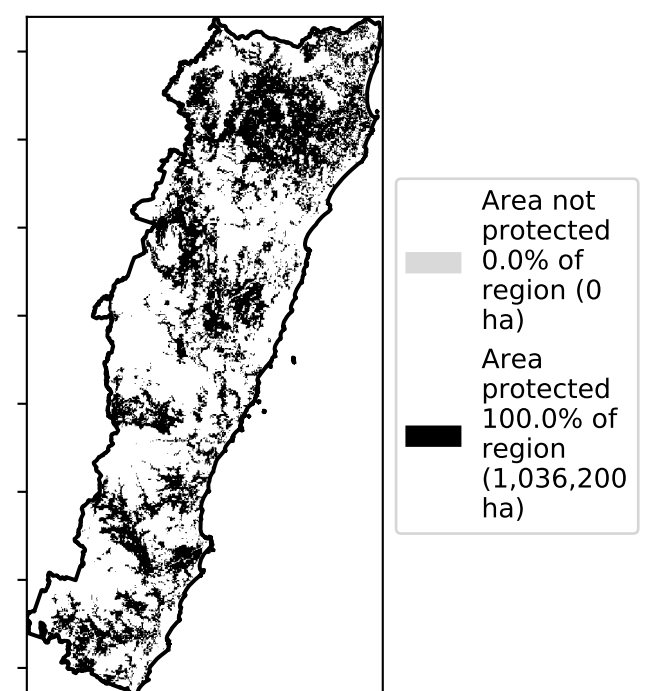 Area not
protected
0.0% of
region (0
ha)
Area
protected
100.0% of
region
(1,036,200
ha)